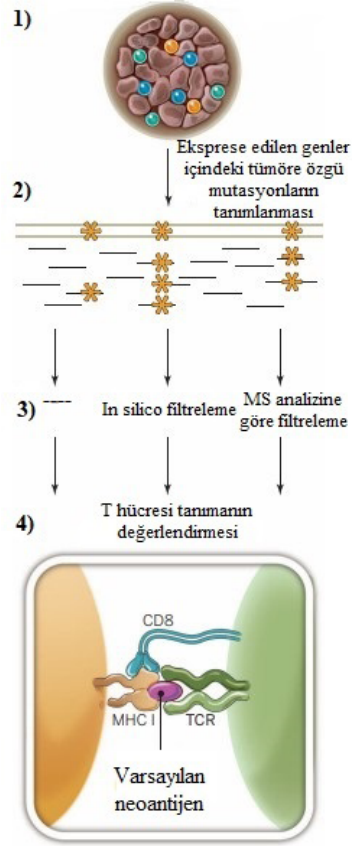 1)
Eksprese edilen genler
içindeki tümöre özgü
mutasyonların
tanımlanması
2)
3) ----
In silico filtreleme
MS analizine
göre filtreleme
T hücresi tanımanın
değerlendirmesi
4)
CD8
MHC I
TCR
Varsayılan
neoantijen